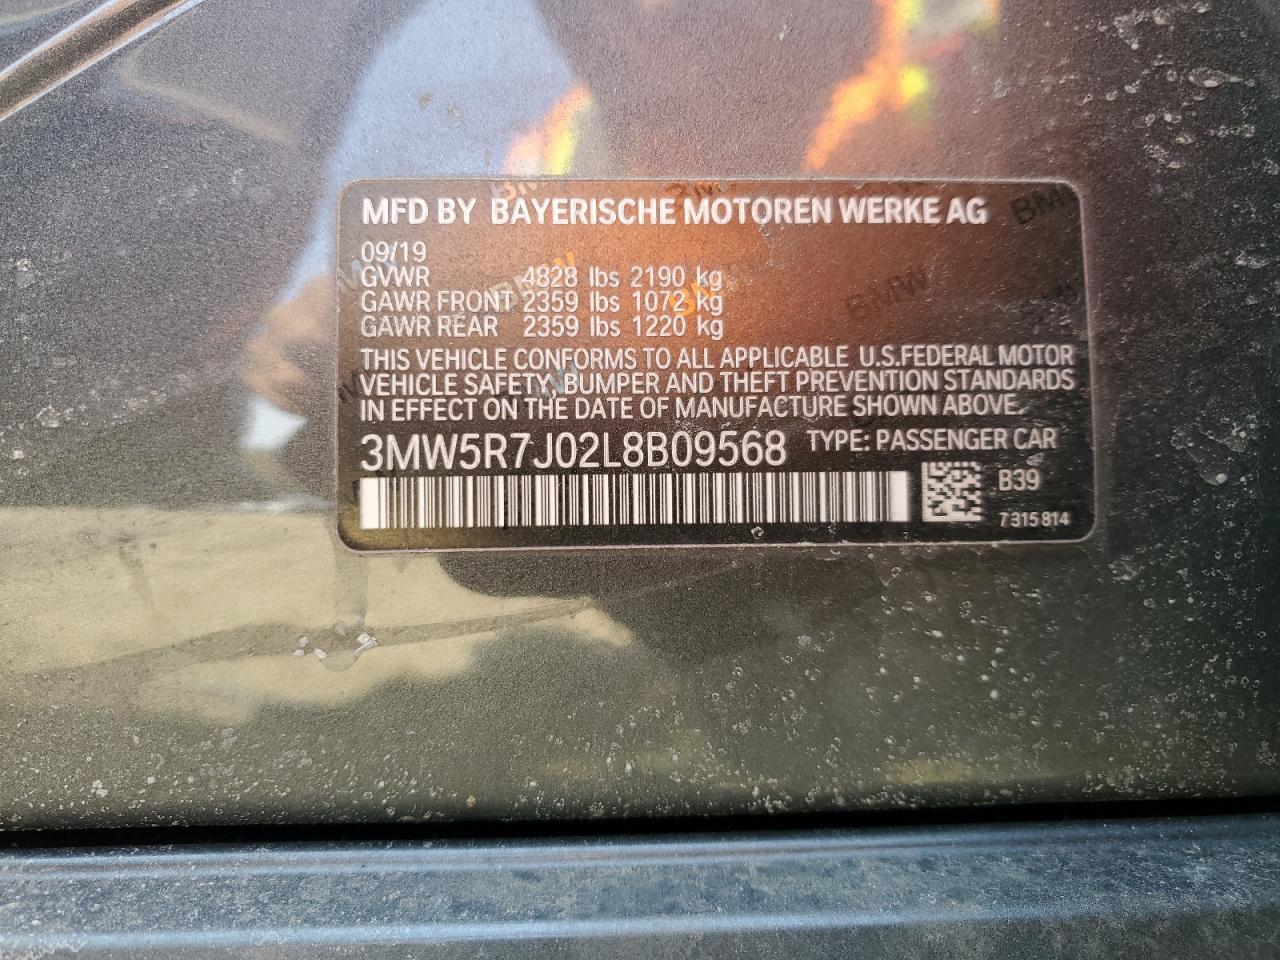 MFD BY BAYERISCHE MOTOREN WERKE AG
09/19
GVWR 4828 lbs 2190 kg
GAWR FRONT 2359 lbs 1072 kg
GAWR REAR 2359 lbs 1220 kg
THIS VEHICLE CONFORMS TO ALL APPLICABLE U.S.FEDERAL MOTOR
VEHICLE SAFETY, BUMPER AND THEFT PREVENTION STANDARDS
IN EFFECT ON THE DATE OF MANUFACTURE SHOWN ABOVE.
3MW5R7J02L8B09568 TYPE: PASSENGER CAR
B39
7 315 814